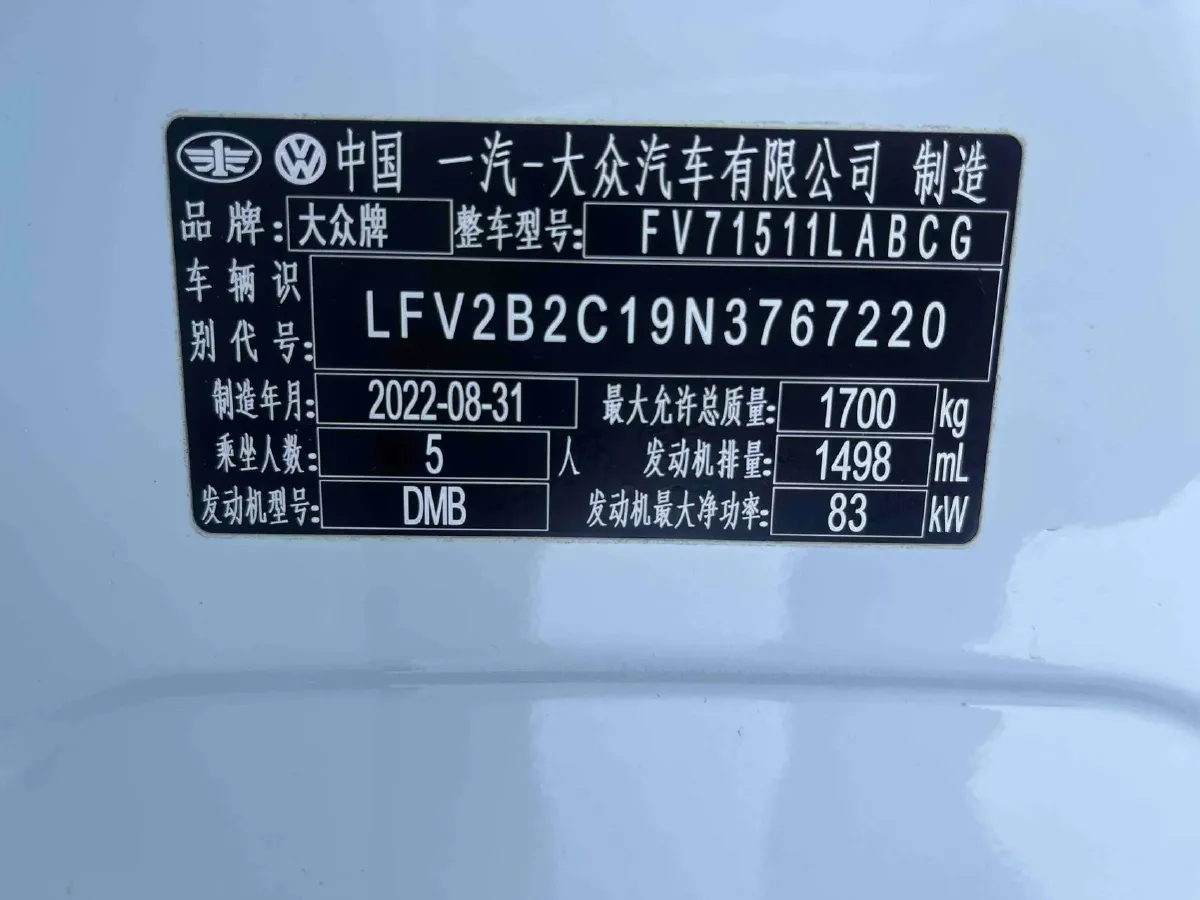 中国 一汽-大众汽车有限公司 制造
品牌: 大众牌 整车型号: FV71511LABCG
车辆识别代号: LFV2B2C19N3767220
制造年月: 2022-08-31 最大允许总质量: 1700 kg
乘坐人数: 5 人 发动机排量: 1498 mL
发动机型号: DMB 发动机最大净功率: 83 kW